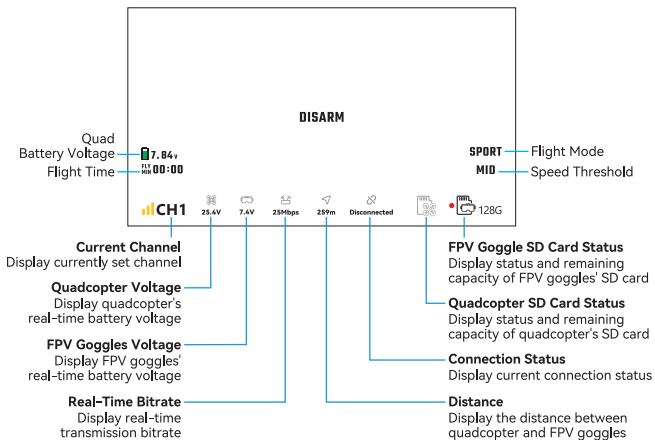 DISARM
Quad
Battery Voltage
7.84v
Flight Time
FLY
MIN 00:00
SPORT
Flight Mode
MID
Speed Threshold
CH1
25.4V
7.4V
25Mbps
259m
Disconnected
128G
Current Channel
Display currently set channel
Quadcopter Voltage
Display quadcopter's
real-time battery voltage
FPV Goggles Voltage
Display FPV goggles'
real-time battery voltage
Real-Time Bitrate
Display real-time
transmission bitrate
FPV Goggle SD Card Status
Display status and remaining
capacity of FPV goggles' SD card
Quadcopter SD Card Status
Display status and remaining
capacity of quadcopter's SD card
Connection Status
Display current connection status
Distance
Display the distance between
quadcopter and FPV goggles